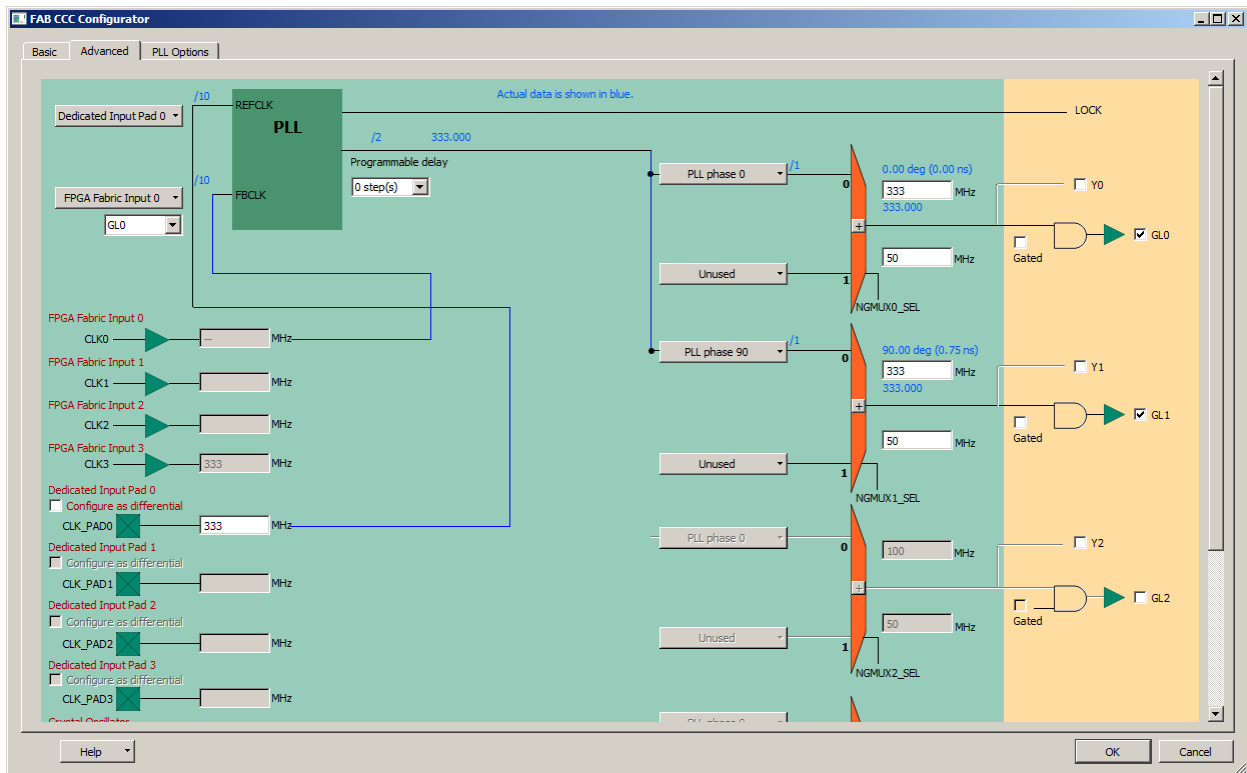 FAB CCC Configurator
Basic
Advanced
PLL Options
Actual data is shown in blue.
Dedicated Input Pad 0
/10
REFCLK
PLL
LOCK
/2
333.000
Programmable delay
0 step(s)
FPGA Fabric Input 0
/10
FBCLK
GL0
PLL phase 0
/1
0
0.00 deg (0.00 ns)
333
MHz
333.000
Y0
+
Gated
GL0
50
MHz
Unused
1
NGMUX0_SEL
FPGA Fabric Input 0
CLK0
--
MHz
PLL phase 90
/1
0
90.00 deg (0.75 ns)
333
MHz
333.000
Y1
FPGA Fabric Input 1
CLK1
MHz
FPGA Fabric Input 2
CLK2
MHz
+
Gated
GL1
50
MHz
FPGA Fabric Input 3
CLK3
333
MHz
Unused
1
NGMUX1_SEL
Dedicated Input Pad 0
Configure as differential
CLK_PAD0
333
MHz
PLL phase 0
0
100
MHz
Y2
Dedicated Input Pad 1
Configure as differential
CLK_PAD1
MHz
+
Gated
GL2
Dedicated Input Pad 2
Configure as differential
CLK_PAD2
MHz
50
MHz
Unused
1
NGMUX2_SEL
Dedicated Input Pad 3
Configure as differential
CLK_PAD3
MHz
Crystal Oscillator
PLL phase 0
Help
OK
Cancel